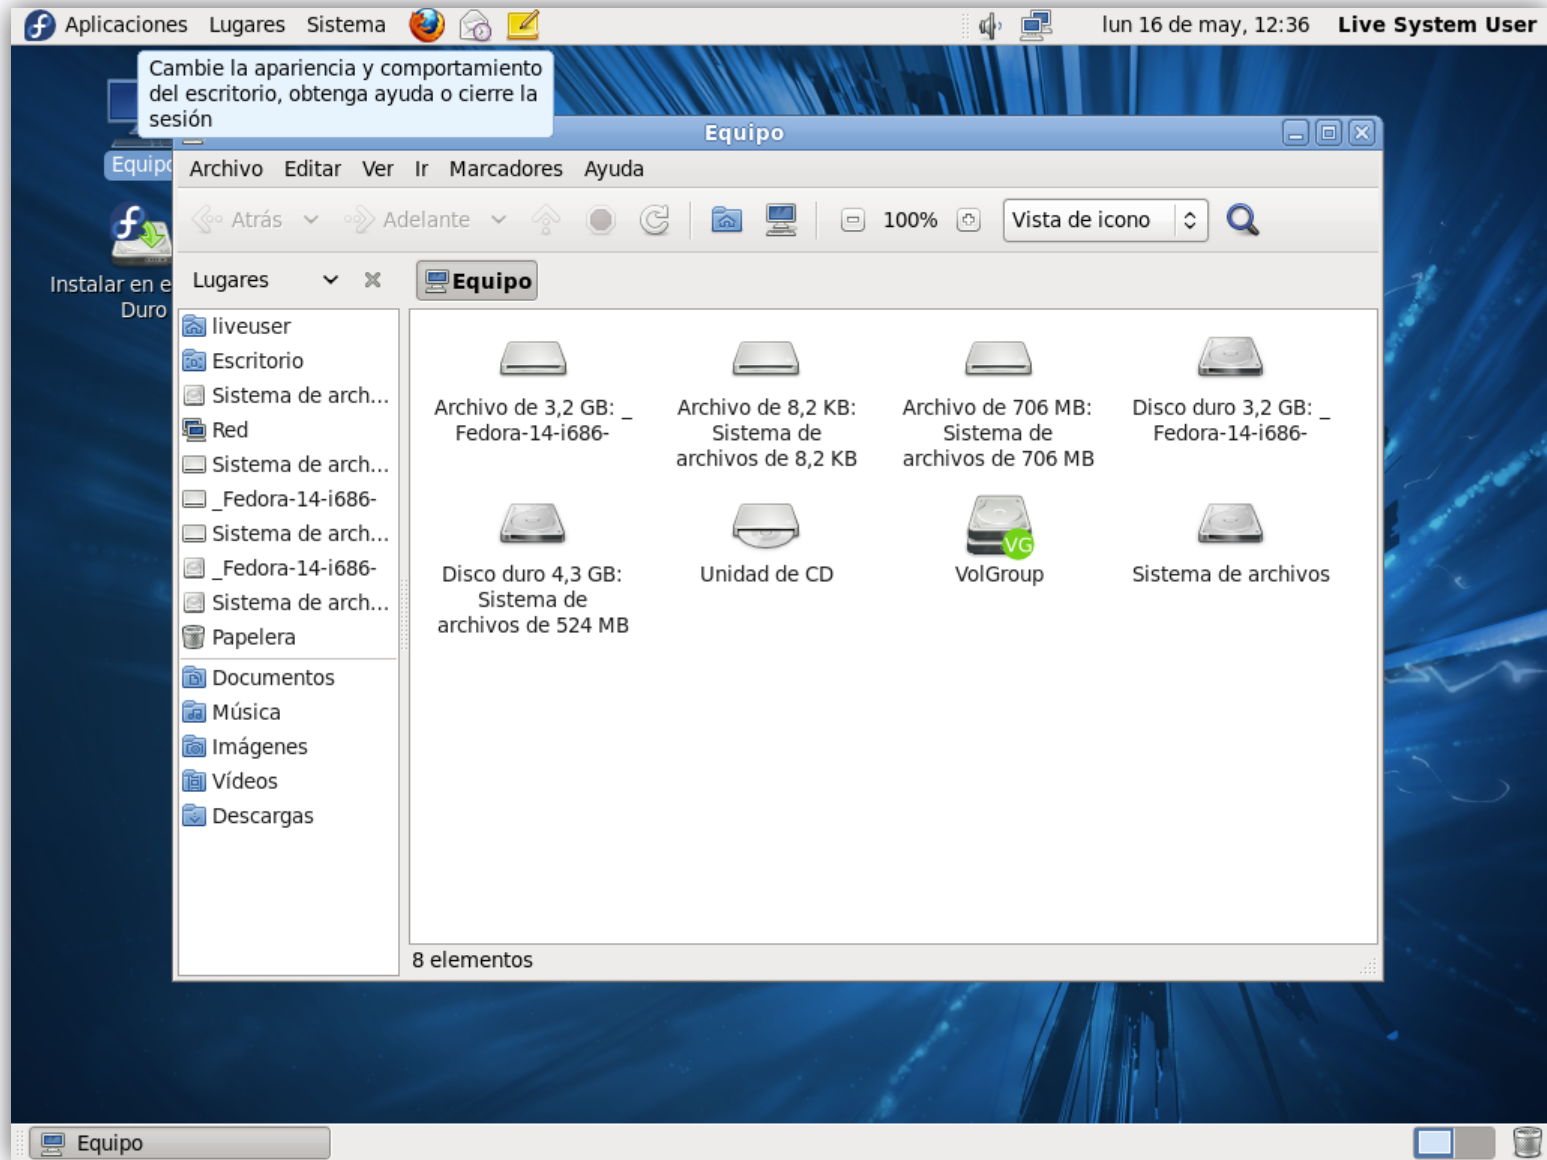 Aplicaciones Lugares Sistema lun 16 de may, 12:36 Live System User
Cambie la apariencia y comportamiento
del escritorio, obtenga ayuda o cierre la
sesión
Equipo
Equipo
Archivo Editar Ver Ir Marcadores Ayuda
Atrás Adelante 100% Vista de icono
Instalar en e
Duro
Lugares
Equipo
liveuser
Escritorio
Sistema de arch...
Red
Sistema de arch...
_Fedora-14-i686-
Sistema de arch...
_Fedora-14-i686-
Sistema de arch...
Papelera
Documentos
Música
Imágenes
Vídeos
Descargas
Archivo de 3,2 GB: _
Fedora-14-i686-
Archivo de 8,2 KB:
Sistema de
archivos de 8,2 KB
Archivo de 706 MB:
Sistema de
archivos de 706 MB
Disco duro 3,2 GB: _
Fedora-14-i686-
Disco duro 4,3 GB:
Sistema de
archivos de 524 MB
Unidad de CD
VG
VolGroup
Sistema de archivos
8 elementos
Equipo